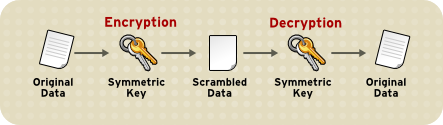 Encryption
Decryption
Original
Data
Symmetric
Key
Scrambled
Data
Symmetric
Key
Original
Data